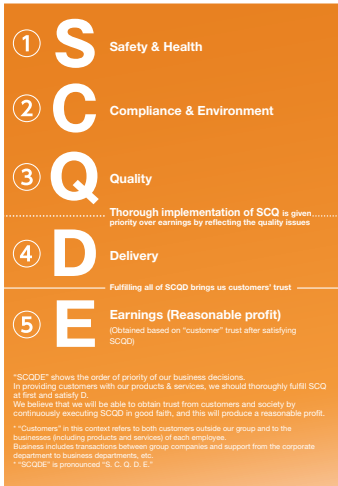 ① S Safety & Health
② C Compliance & Environment
③ Q Quality
Thorough implementation of SCQ is given
priority over earnings by reflecting the quality issues
④ D Delivery
Fulfilling all of SCQD brings us customers' trust
⑤ E Earnings (Reasonable profit)
(Obtained based on "customer" trust after satisfying
SCQD)
"SCQDE" shows the order of priority of our business decisions.
In providing customers with our products & services, we should thoroughly fulfill SCQ
at first and satisfy D.
We believe that we will be able to obtain trust from customers and society by
continuously executing SCQD in good faith, and this will produce a reasonable profit.
* "Customers" in this context refers to both customers outside our group and to the
businesses (including products and services) of each employee.
Business includes transactions between group companies and support from the corporate
department to business departments, etc.
* "SCQDE" is pronounced "S, C, Q, D, E."